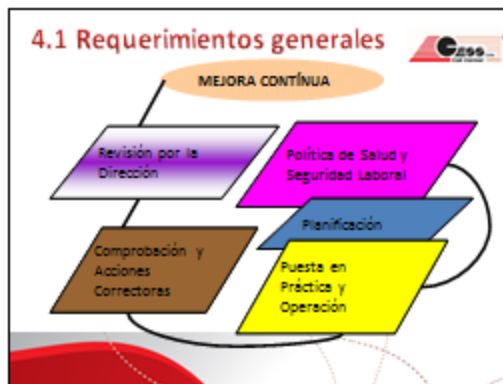 4.1 Requerimientos generales
MEJORA CONTÍNUA
Revisión por la
Dirección
Política de Salud y
Seguridad Laboral
Planificación
Comprobación y
Acciones
Correctoras
Puesta en
Práctica y
Operación